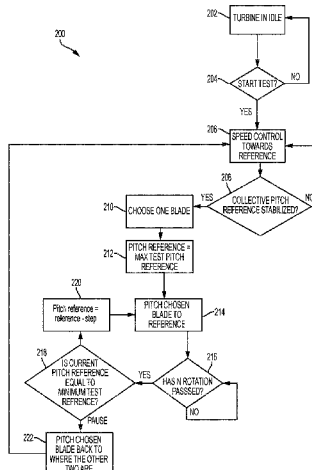 200
202
TURBINE IN IDLE
204
START TEST?
NO
YES
206
SPEED CONTROL
TOWARDS
REFERENCE
208
COLLECTIVE PITCH
REFERENCE STABILIZED?
YES
NO
210
CHOOSE ONE BLADE
212
PITCH REFERENCE =
MAX TEST PITCH
REFERENCE
220
Pitch reference =
reference - step
PITCH CHOSEN
BLADE TO
REFERENCE
214
218
IS CURRENT
PITCH REFERENCE
EQUAL TO
MINIMUM TEST
REFRENCE?
YES
216
HAS N ROTATION
PASSSED?
NO
PAUSE
222
PITCH CHOSEN
BLADE BACK TO
WHERE THE OTHER
TWO ARE